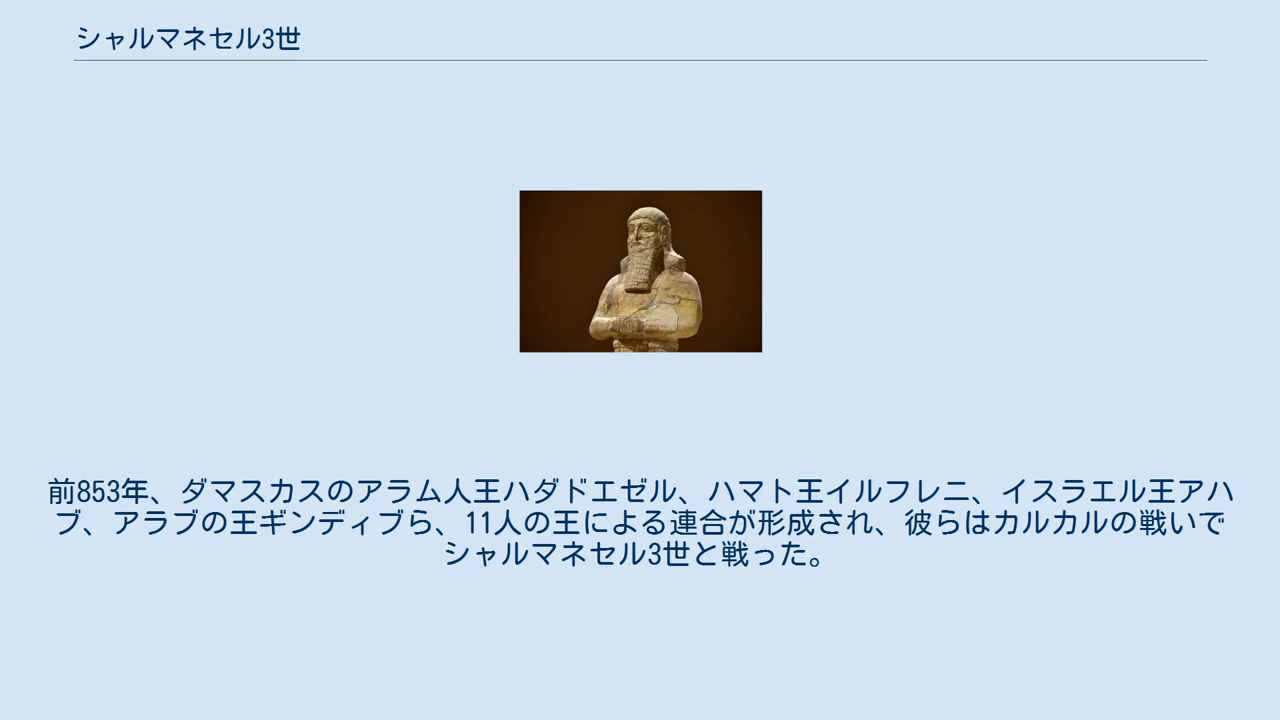 シャルマネセル3世
前853年、ダマスカスのアラム人王ハダドエゼル、ハマト王イルフレニ、イスラエル王アハ
ブ、アラブの王ギンディブら、11人の王による連合が形成され、彼らはカルカルの戦いで
シャルマネセル3世と戦った。